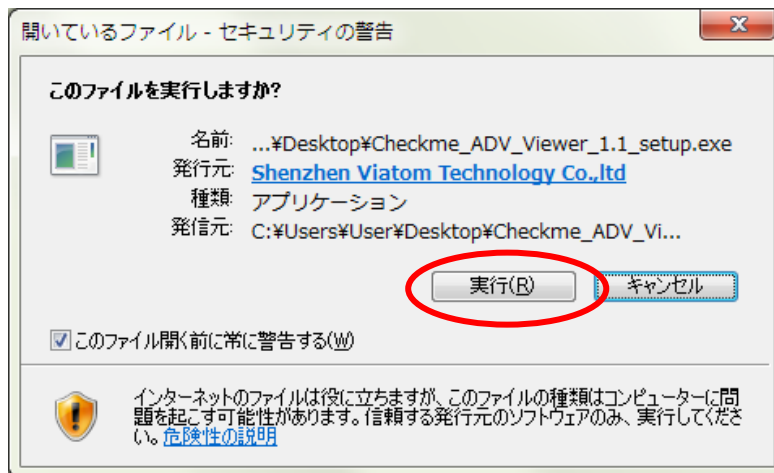 開いているファイル - セキュリティの警告
このファイルを実行しますか?
名前: ...¥Desktop¥Checkme_ADV_Viewer_1.1_setup.exe
発行元: Shenzhen Viatom Technology Co.,ltd
種類: アプリケーション
発信元: C:¥Users¥User¥Desktop¥Checkme_ADV_Vi...
実行(R) キャンセル
このファイル開く前に常に警告する(W)
インターネットのファイルは役に立ちますが、このファイルの種類はコンピューターに問
題を起こす可能性があります。信頼する発行元のソフトウェアのみ、実行してくださ
い。危険性の説明